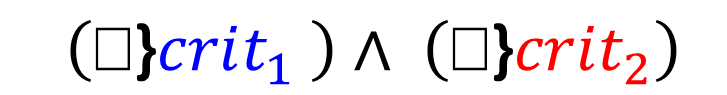 (□}crit₁ ) ∧ (□}crit₂)